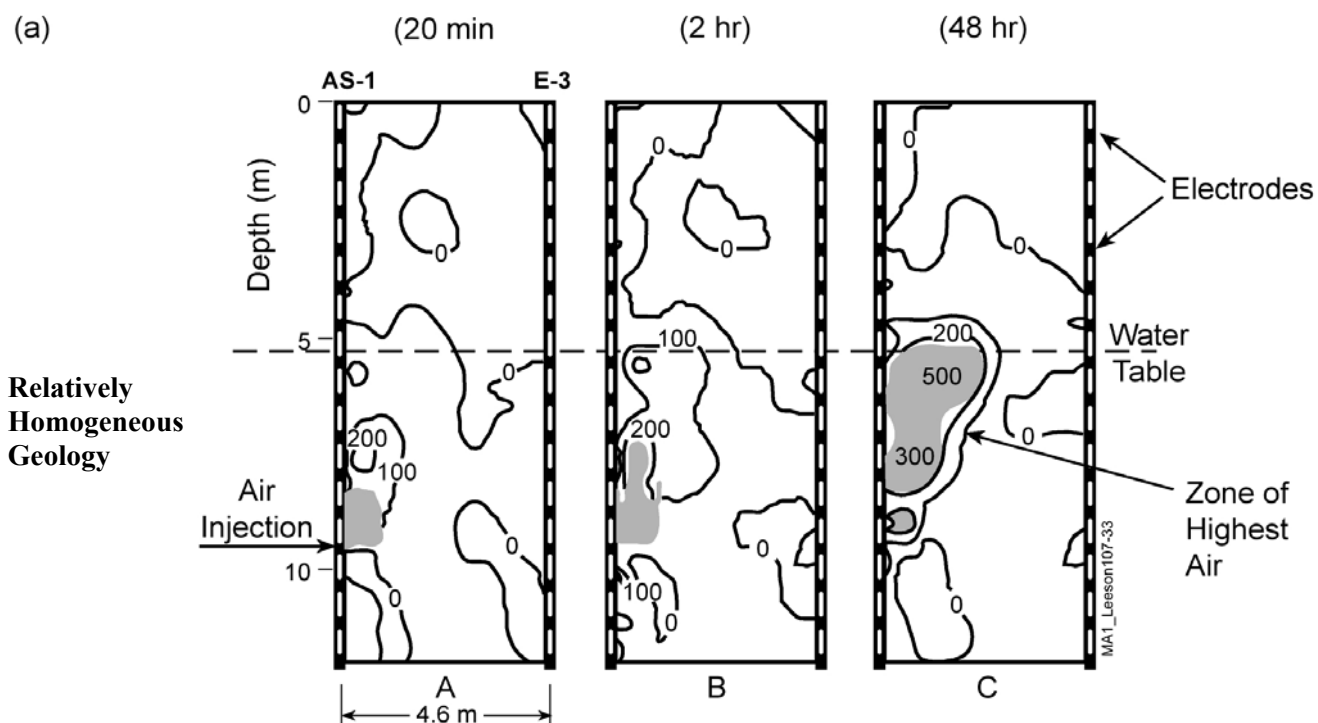 (a)
(20 min
(2 hr)
(48 hr)
AS-1
E-3
0
5
10
Depth (m)
Relatively
Homogeneous
Geology
Air
Injection
0
0
0
200
100
0
0
A
4.6 m
0
0
100
0
200
0
100
0
B
0
0
200
500
0
300
0
C
Electrodes
Water
Table
Zone of
Highest
Air
MA1_Leeson107-33